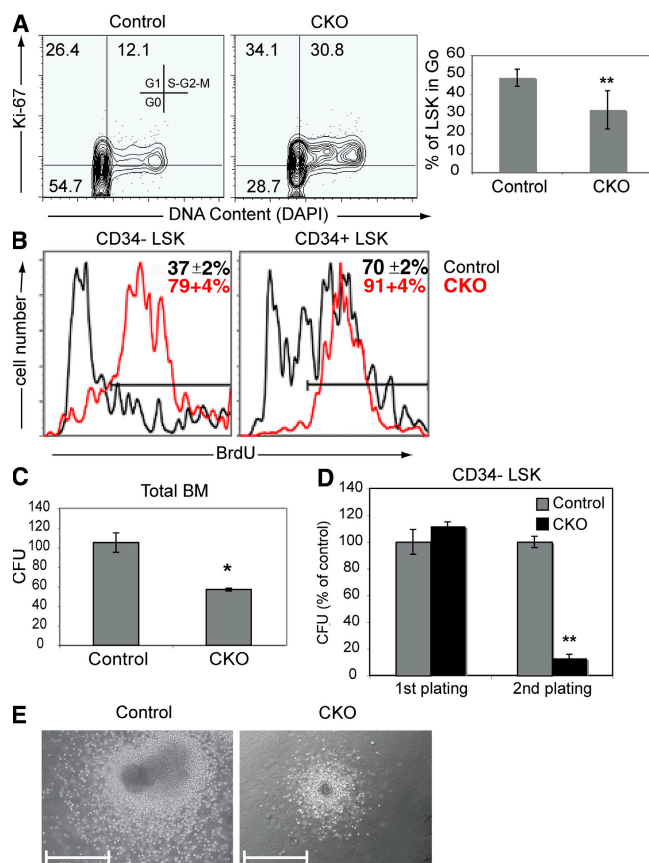 A
Control
CKO
26.4
12.1
34.1
30.8
G1
S-G2-M
G0
54.7
28.7
Ki-67
DNA Content (DAPI)
% of LSK in Go
60
50
40
30
20
10
0
**
Control
CKO
B
CD34- LSK
CD34+ LSK
37 ±2%
79+4%
70 ±2%
91+4%
Control
CKO
cell number
BrdU
C
Total BM
CFU
140
120
100
80
60
40
20
0
*
Control
CKO
D
CD34- LSK
Control
CKO
CFU (% of control)
140
120
100
80
60
40
20
0
**
1st plating
2nd plating
E
Control
CKO